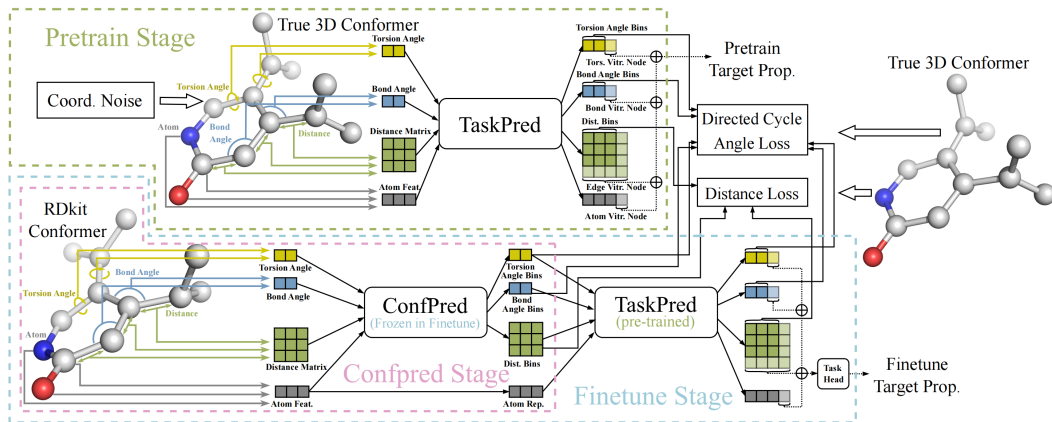 Pretrain Stage
True 3D Conformer
Coord. Noise
Torsion Angle
Atom
Bond
Angle
Distance
Torsion Angle
Bond Angle
Distance Matrix
Atom Feat.
TaskPred
Torsion Angle Bins
Tors. Vitr. Node
Bond Angle Bins
Bond Vitr. Node
Dist. Bins
Edge Vitr. Node
Atom Vitr. Node
Pretrain
Target Prop.
Directed Cycle
Angle Loss
Distance Loss
True 3D Conformer
RDkit
Conformer
Bond Angle
Torsion Angle
Atom
Distance
Torsion Angle
Bond Angle
Distance Matrix
Atom Feat.
ConfPred
(Frozen in Finetune)
Torsion
Angle Bins
Bond
Angle Bins
Dist. Bins
Atom Rep.
Confpred Stage
TaskPred
(pre-trained)
Finetune Stage
Task
Head
Finetune
Target Prop.